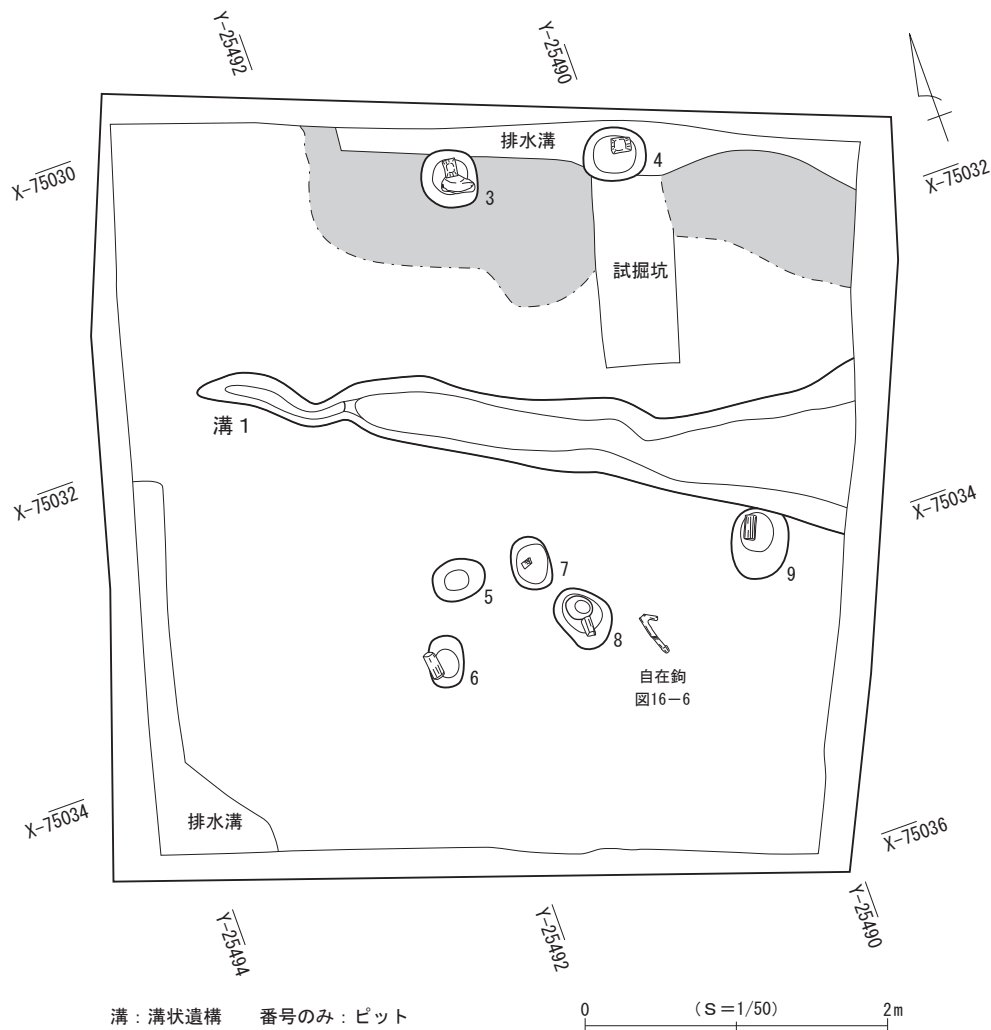 Y-25492
Y-25490
X-75030
X-75032
排水溝
3
4
試掘坑
溝 1
X-75032
X-75034
5
7
8
9
6
自在鉤
図16－6
X-75034
X-75036
排水溝
Y-25494
Y-25492
Y-25490
溝：溝状遺構　番号のみ：ピット
0 （S＝1/50） 2m